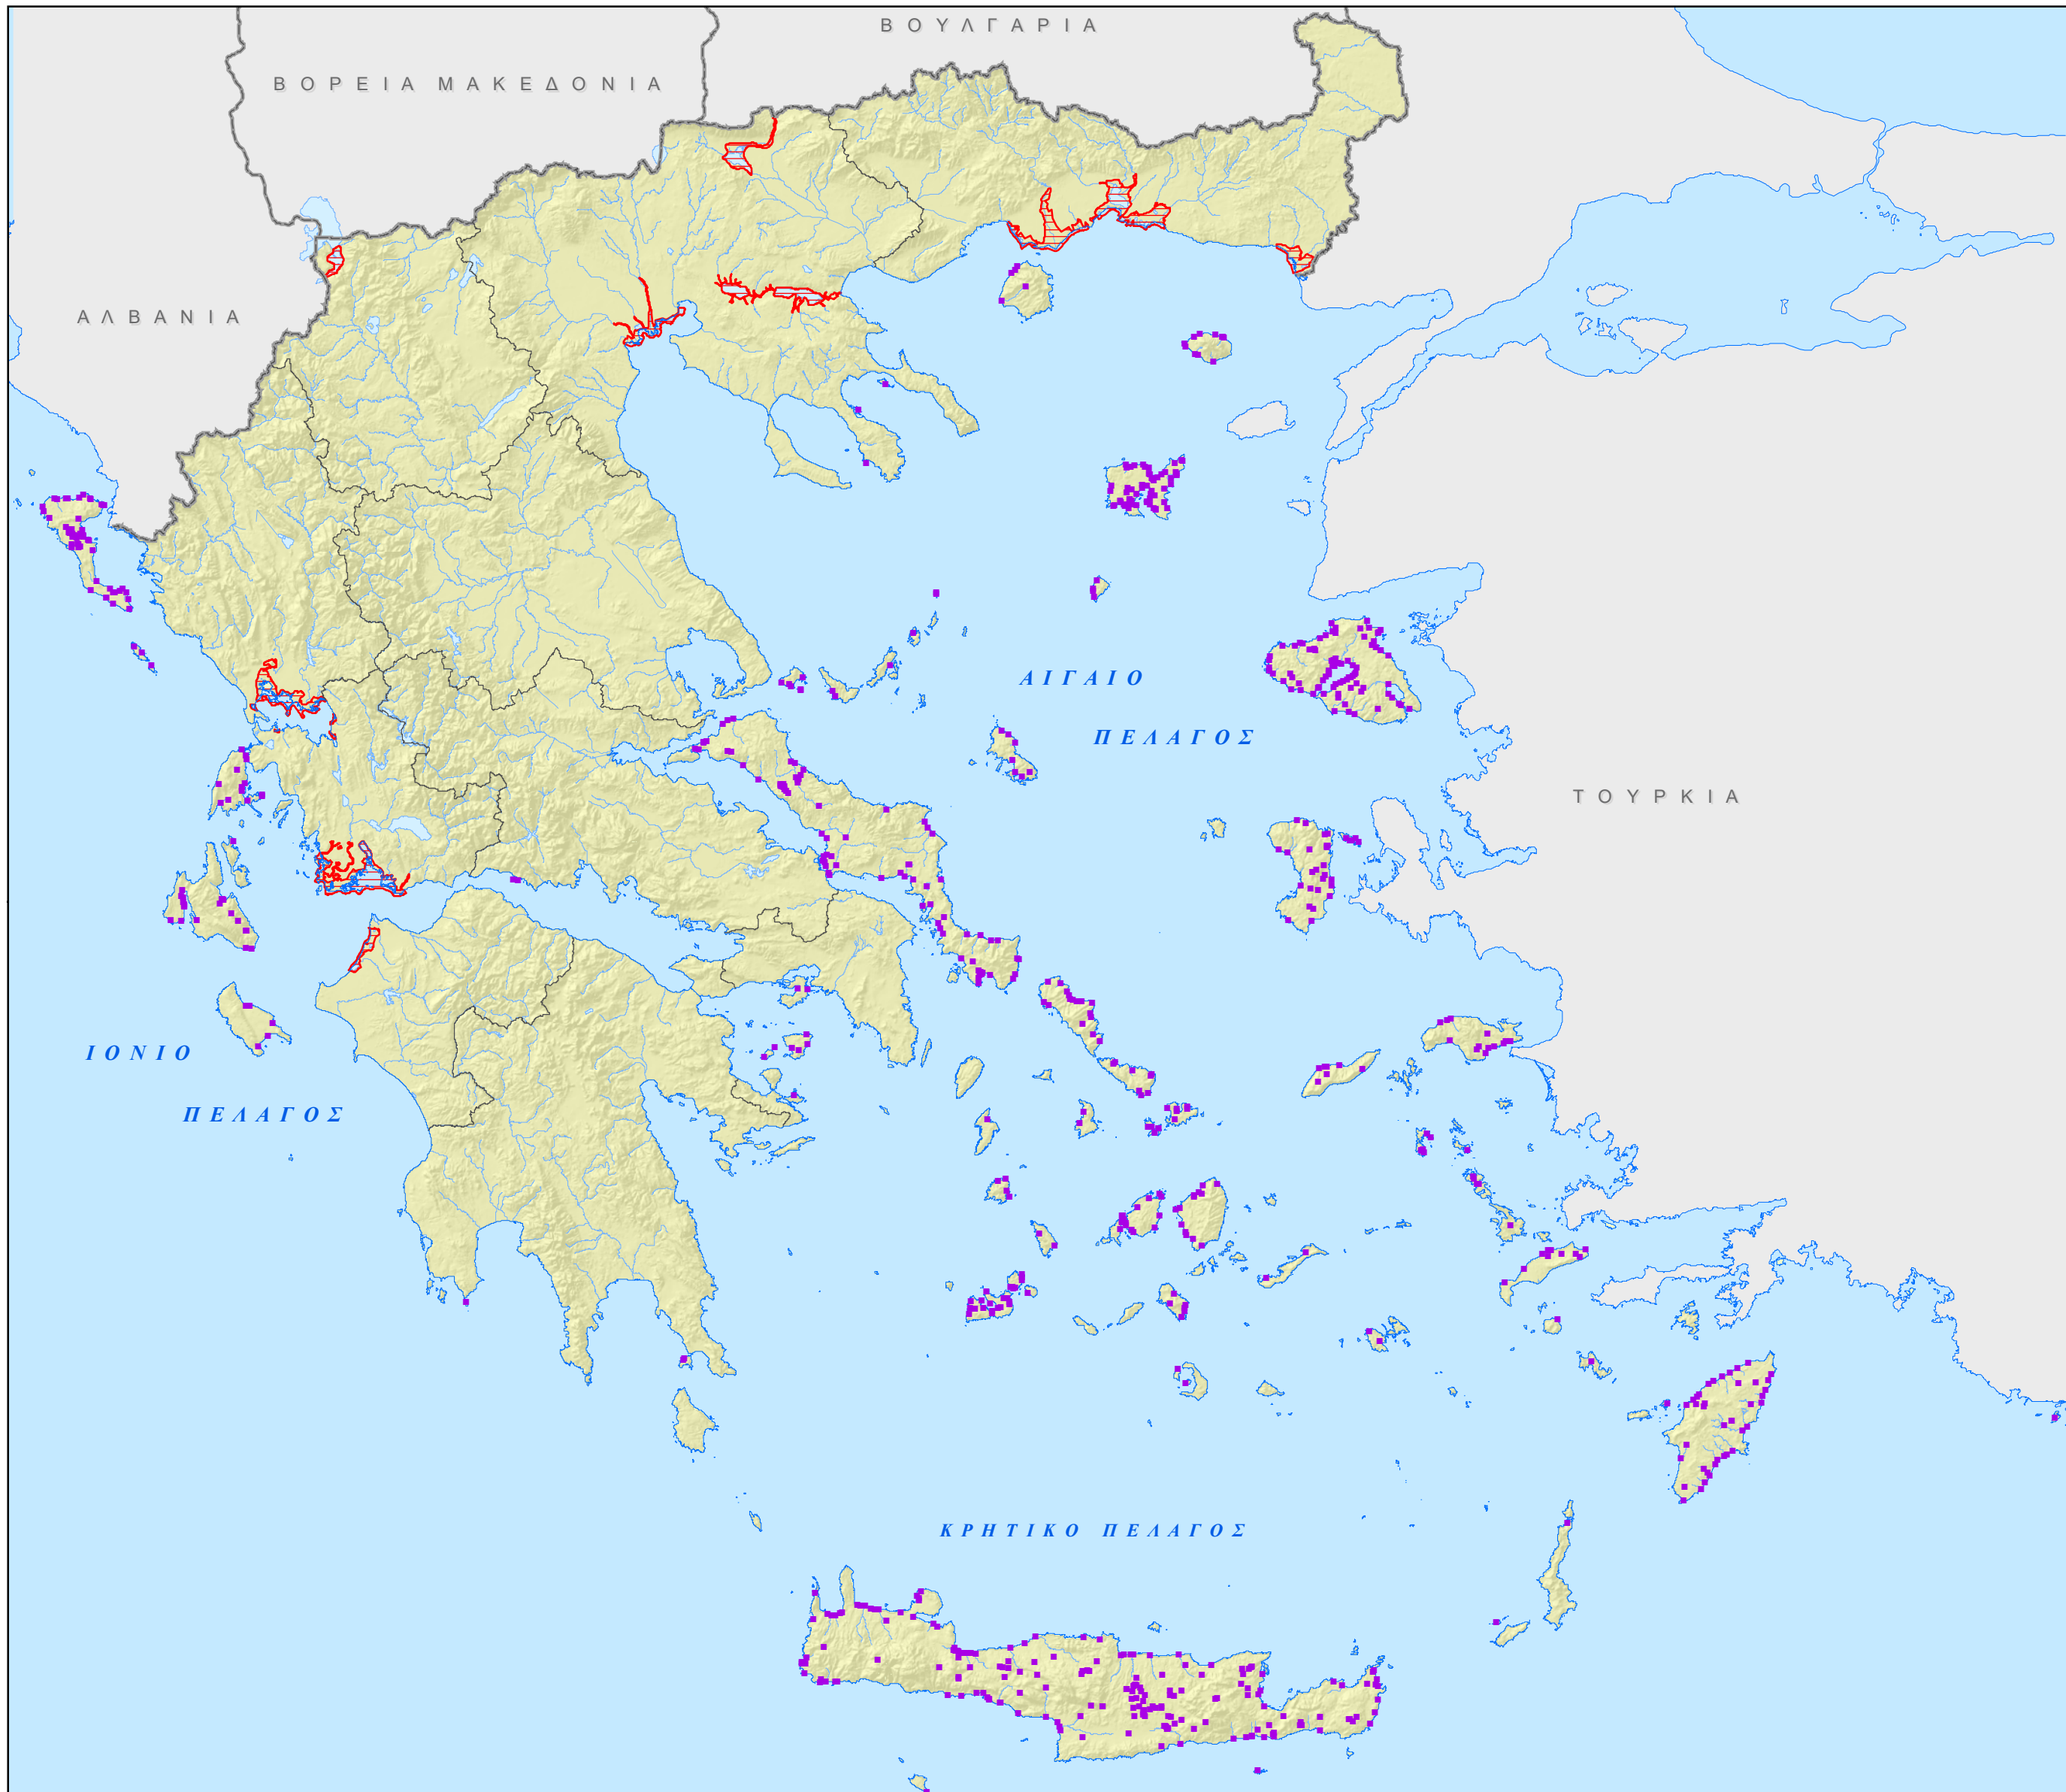 ΒΟΥΛΓΑΡΙΑ
ΒΟΡΕΙΑ ΜΑΚΕΔΟΝΙΑ
ΑΛΒΑΝΙΑ
ΑΙΓΑΙΟ
ΠΕΛΑΓΟΣ
ΤΟΥΡΚΙΑ
ΙΟΝΙΟ
ΠΕΛΑΓΟΣ
ΚΡΗΤΙΚΟ ΠΕΛΑΓΟΣ